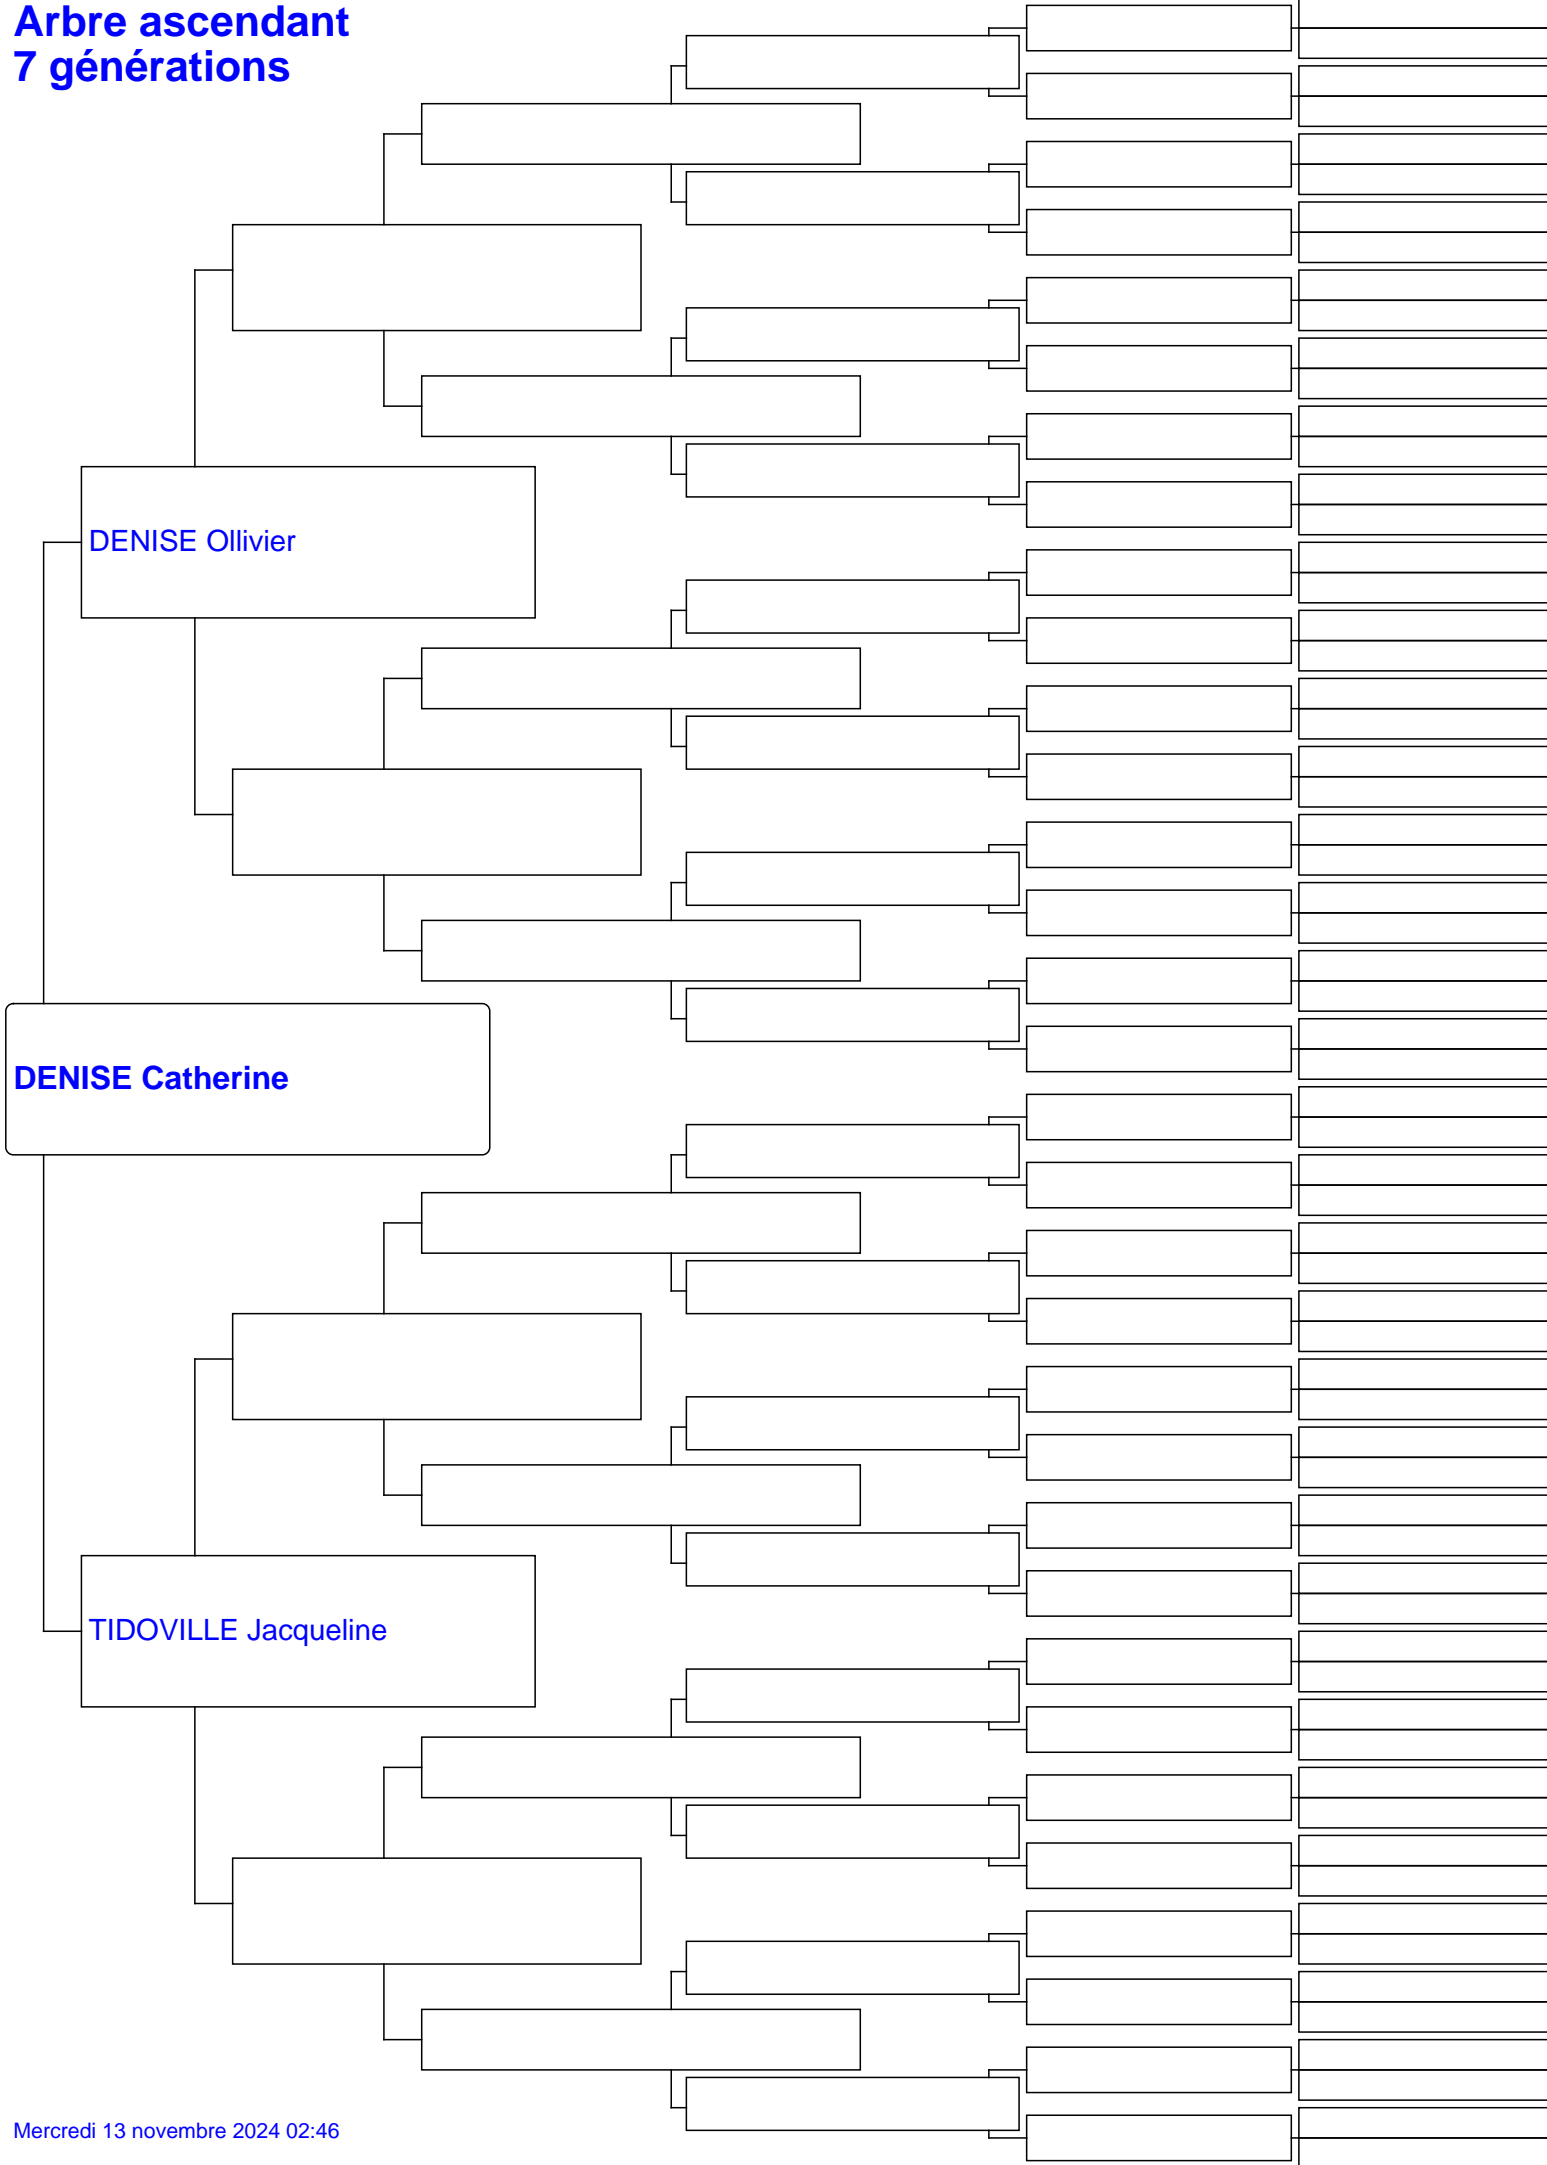 Arbre ascendant
7 générations
DENISE Ollivier
DENISE Catherine
TIDOVILLE Jacqueline
Mercredi 13 novembre 2024 02:46